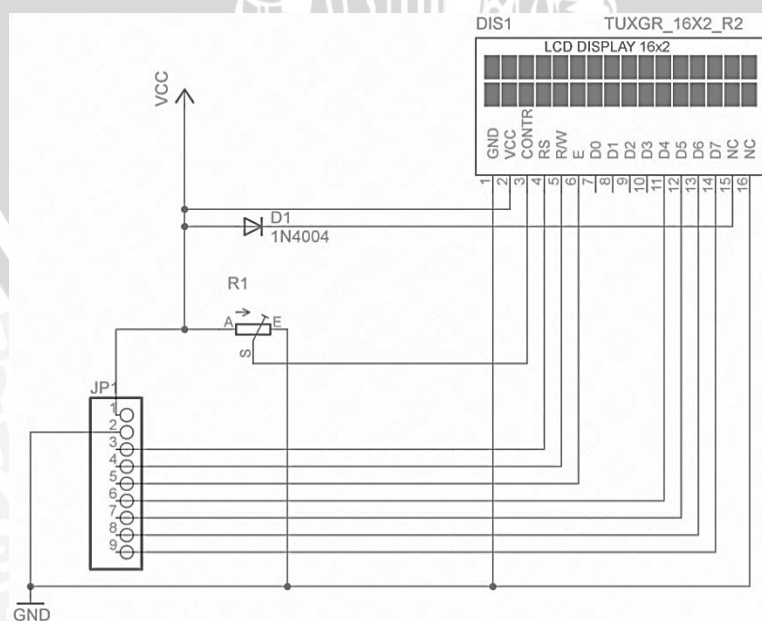 DIS1 TUXGR_16X2_R2
LCD DISPLAY 16x2
GND VCC CONTR RS R/W E D0 D1 D2 D3 D4 D5 D6 D7 NC NC
1 2 3 4 5 6 7 8 9 10 11 12 13 14 15 16
VCC
D1
1N4004
R1
A E
S
JP1
1
2
3
4
5
6
7
8
9
GND